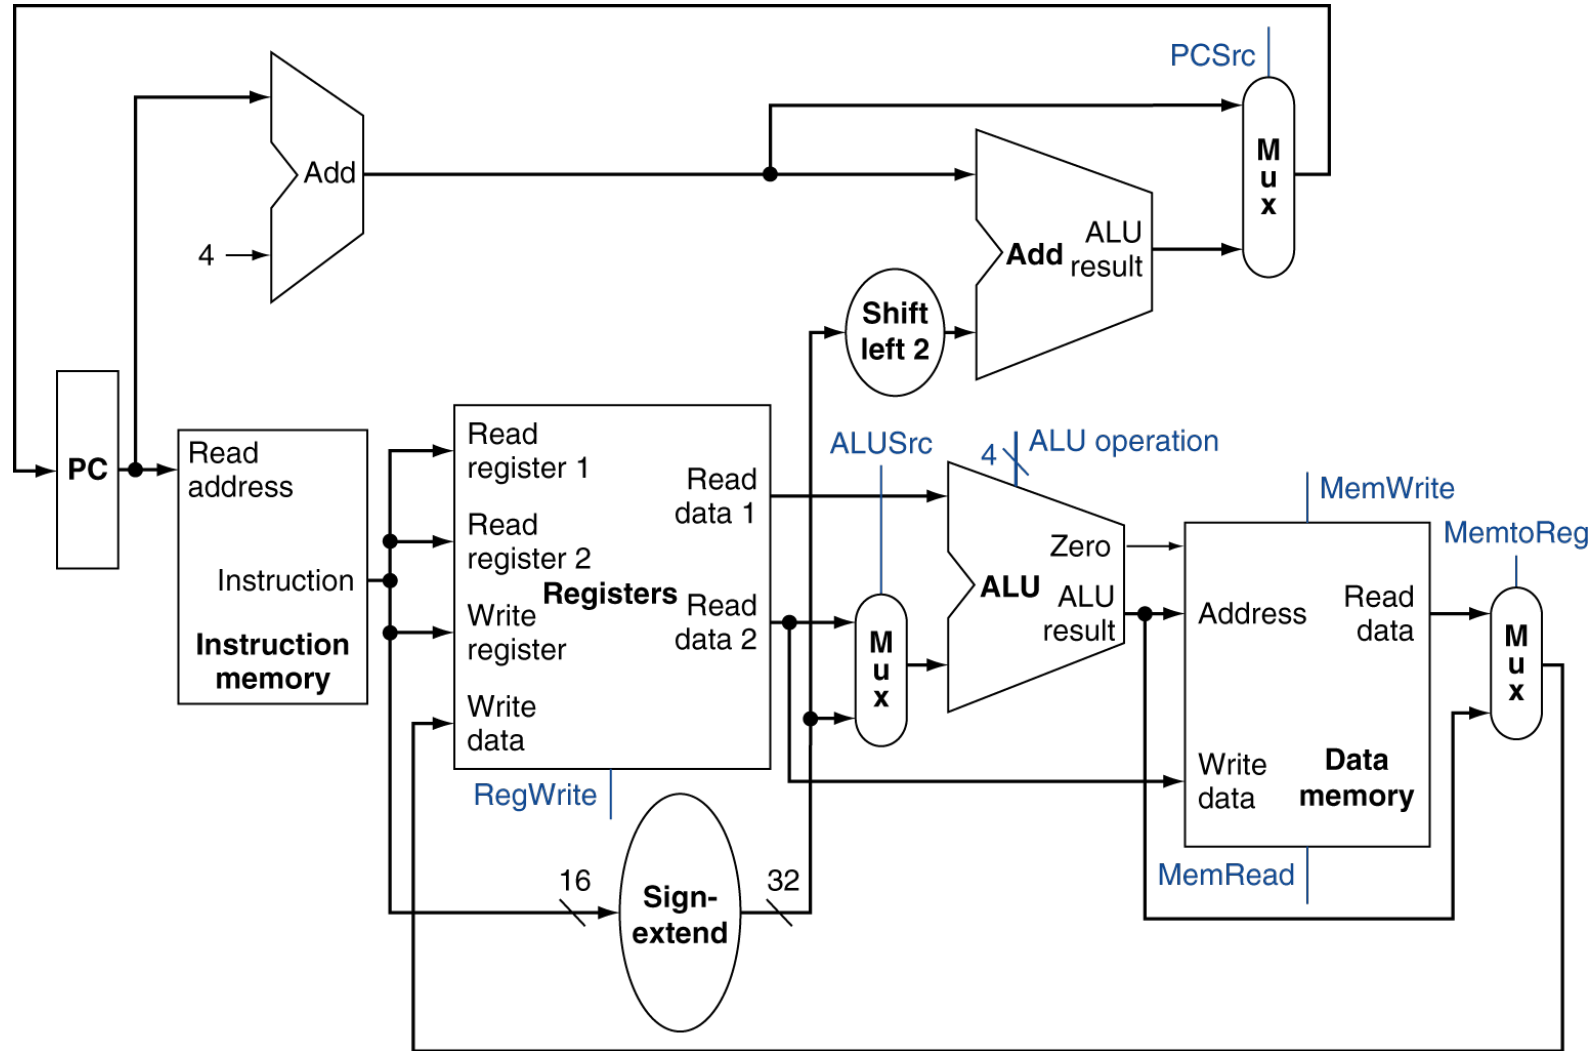 PCSrc
M
u
x
Add
4
ALU
Add result
Shift
left 2
PC
Read
address
Instruction
Instruction
memory
Read
register 1
Read
register 2
Write
register
Write
data
Registers
Read
data 1
Read
data 2
RegWrite
16
Sign-
extend
32
ALUSrc
M
u
x
4
ALU operation
Zero
ALU
ALU
result
MemWrite
Address
Read
data
Write
data
Data
memory
MemRead
MemtoReg
M
u
x